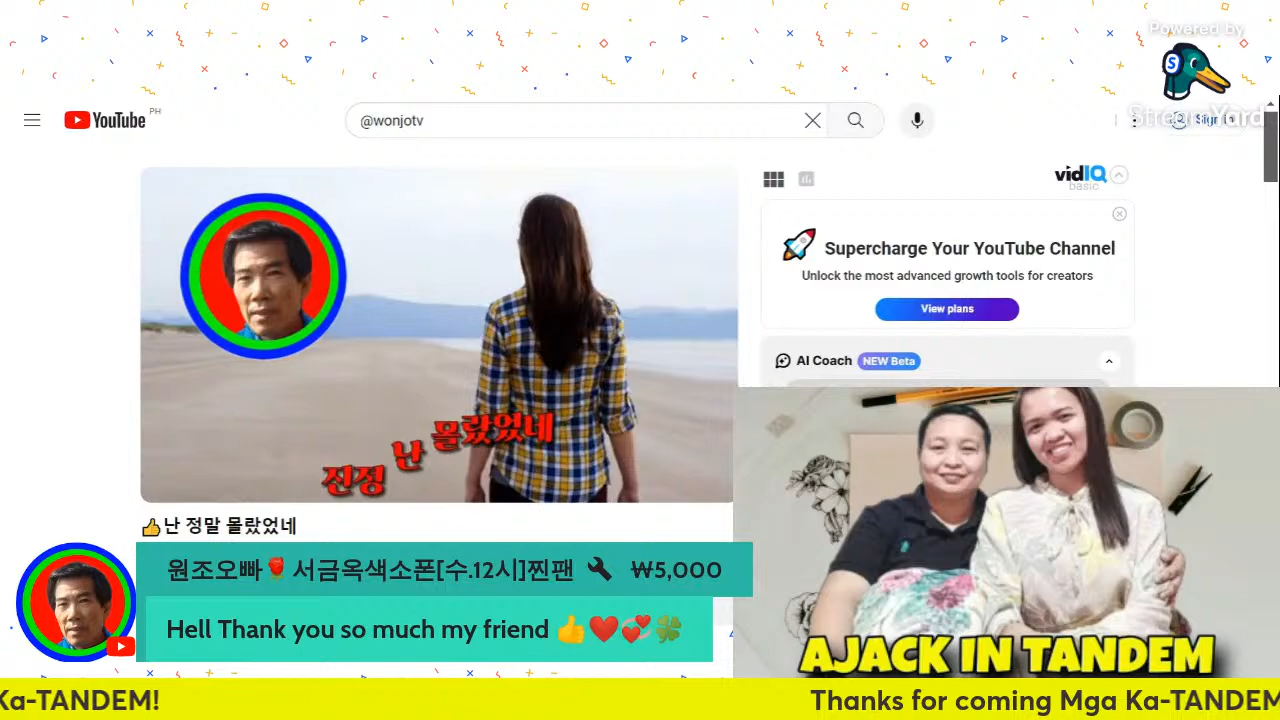 Powered by
StreamYard
YouTube PH
@wonjotv
Sign in
vidIQ
basic
Supercharge Your YouTube Channel
Unlock the most advanced growth tools for creators
View plans
AI Coach NEW Beta
진정 난 몰랐었네
👍난 정말 몰랐었네
원조오빠🌹서금옥색소폰[수.12시]찐팬 🔧 ₩5,000
Hell Thank you so much my friend 👍❤️💞🍀
AJACK IN TANDEM
Ka-TANDEM!
Thanks for coming Mga Ka-TANDEM